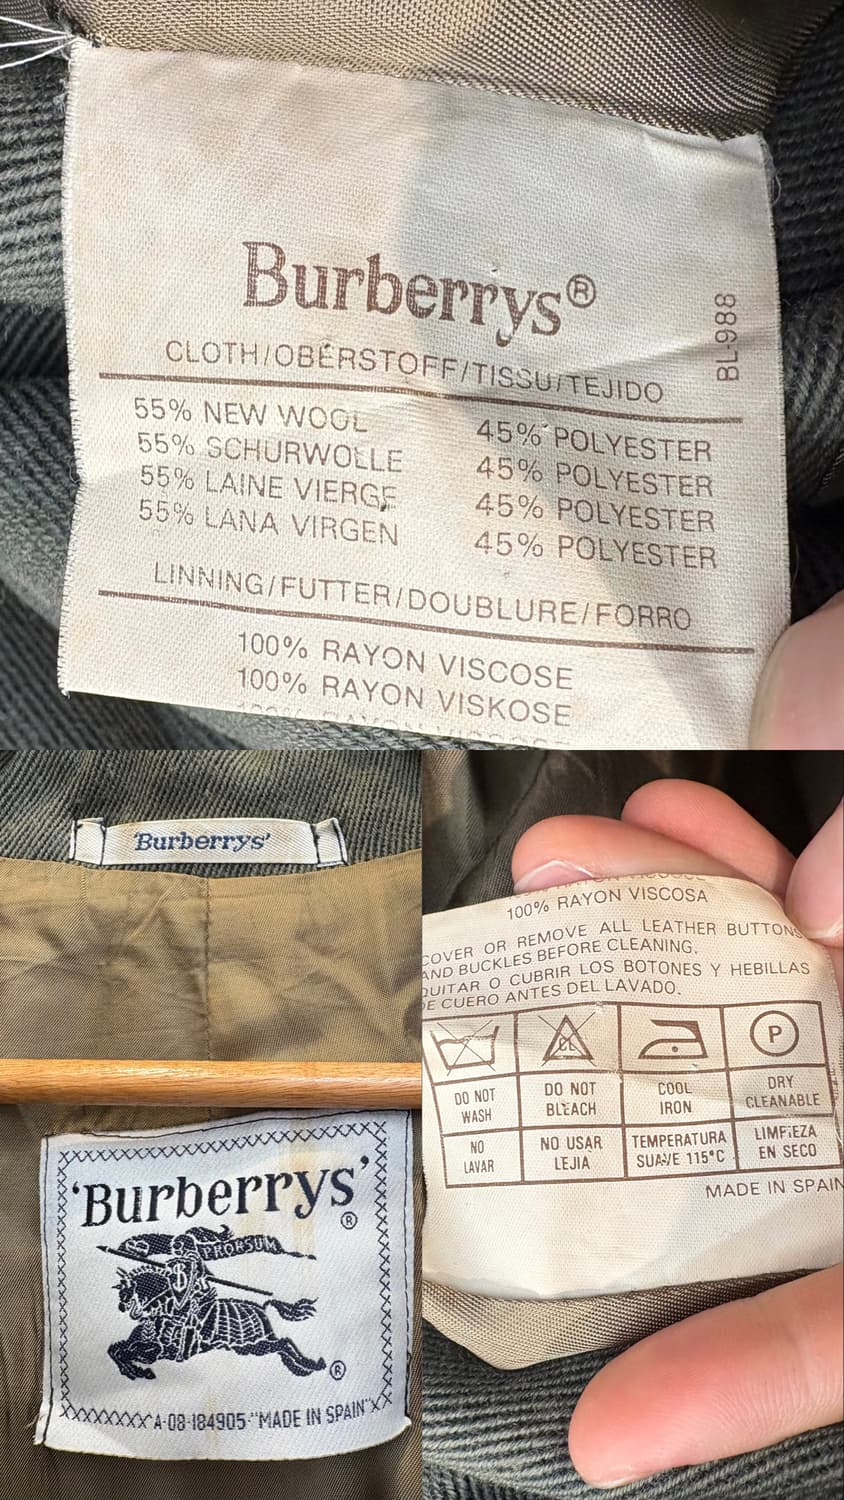 Burberrys®
BL-988
CLOTH/OBERSTOFF/TISSU/TEJIDO
55% NEW WOOL 45% POLYESTER
55% SCHURWOLLE 45% POLYESTER
55% LAINE VIERGE 45% POLYESTER
55% LANA VIRGEN 45% POLYESTER
LINNING/FUTTER/DOUBLURE/FORRO
100% RAYON VISCOSE
100% RAYON VISKOSE
'Burberrys'
'Burberrys'
®
PRORSUM
®
A-08-184905-"MADE IN SPAIN"
100% RAYON VISCOSA
COVER OR REMOVE ALL LEATHER BUTTONS
AND BUCKLES BEFORE CLEANING.
QUITAR O CUBRIR LOS BOTONES Y HEBILLAS
DE CUERO ANTES DEL LAVADO.
CL
P
DO NOT WASH
DO NOT BLEACH
COOL IRON
DRY CLEANABLE
NO LAVAR
NO USAR LEJIA
TEMPERATURA SUAVE 115°C
LIMPIEZA EN SECO
MADE IN SPAIN